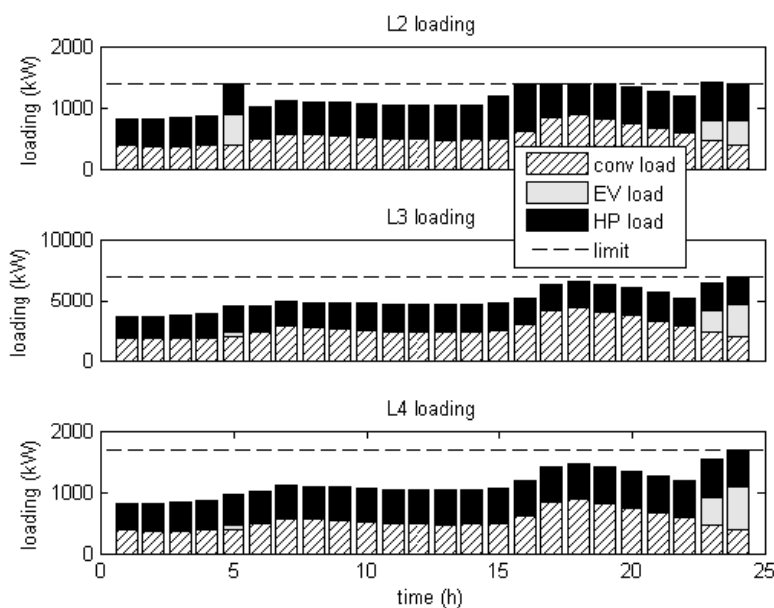 L2 loading
2000
1000
0
loading (kW)
conv load
EV load
HP load
limit
L3 loading
10000
5000
0
loading (kW)
L4 loading
2000
1000
0
loading (kW)
0
5
10
15
20
25
time (h)